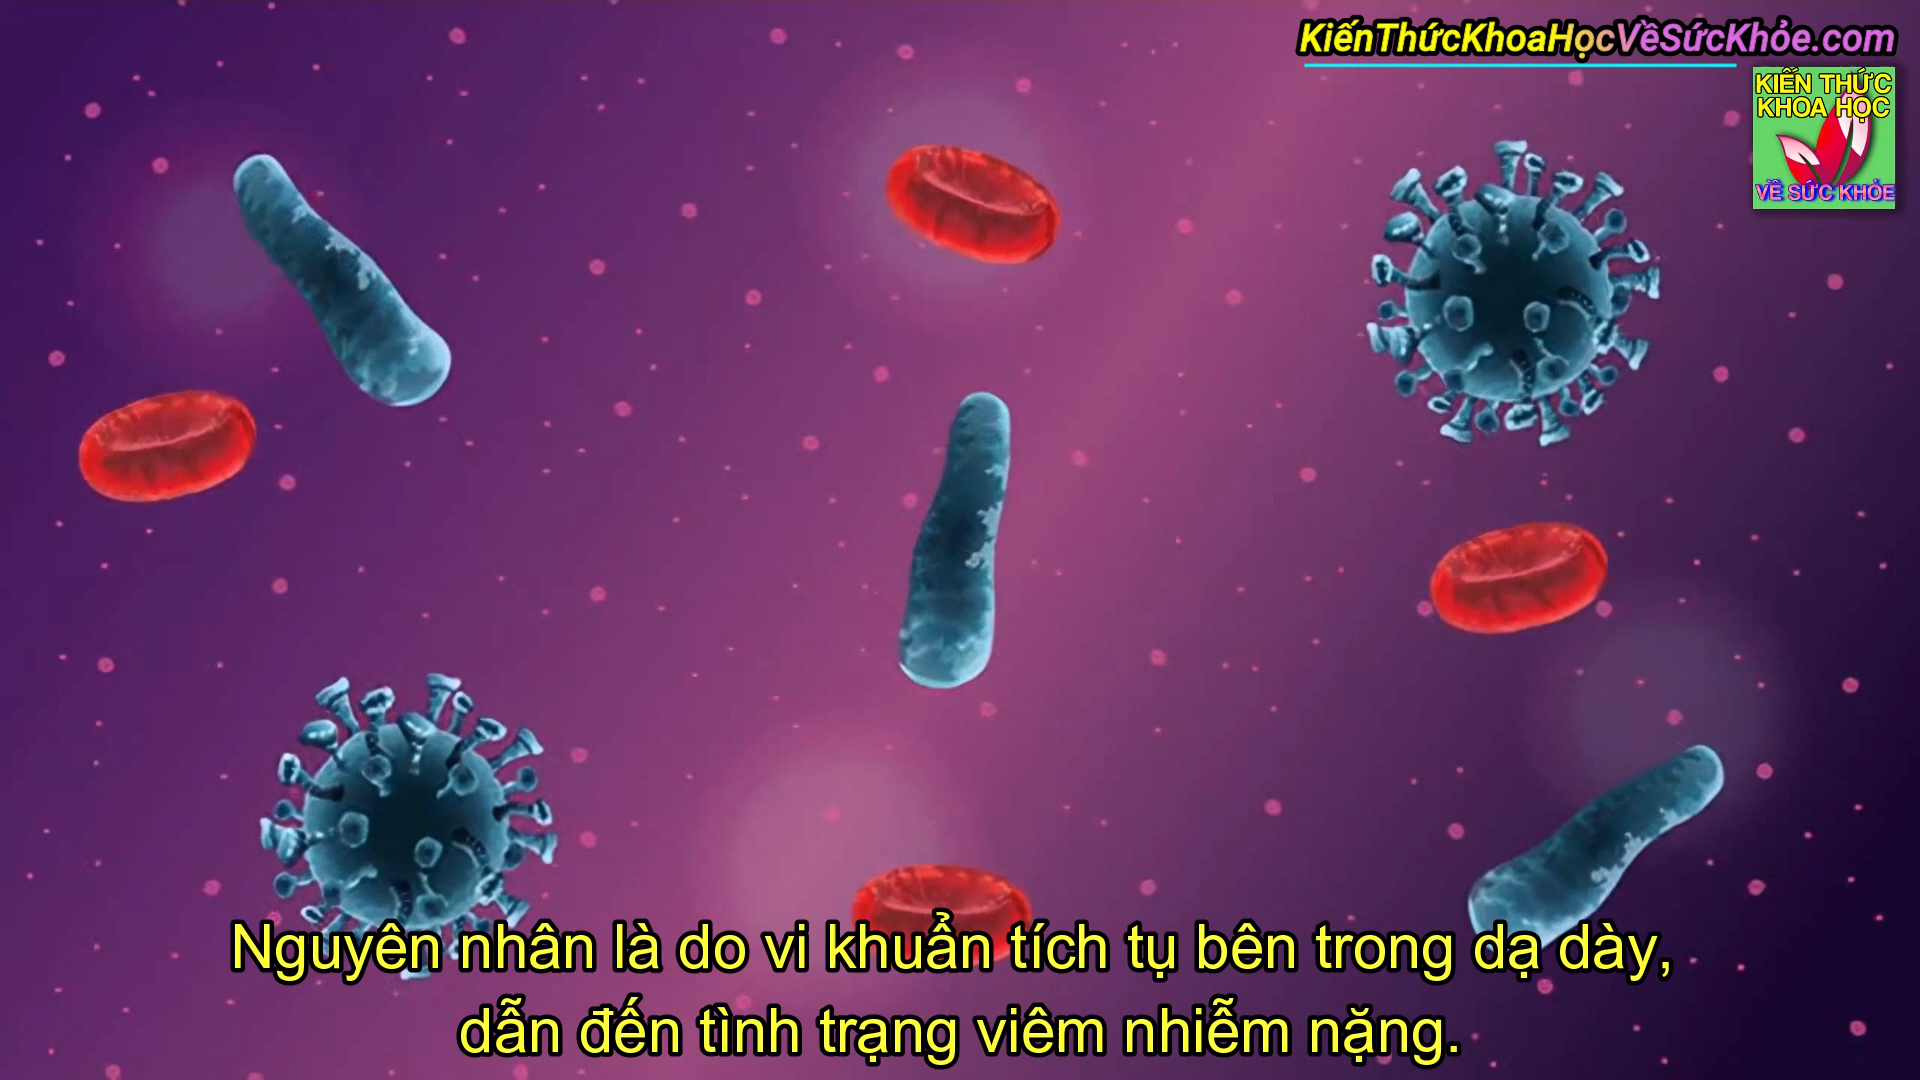 KiếnThứcKhoaHọcVềSứcKhỏe.com
KIẾN THỨC
KHOA HỌC
VỀ SỨC KHỎE
Nguyên nhân là do vi khuẩn tích tụ bên trong dạ dày,
dẫn đến tình trạng viêm nhiễm nặng.